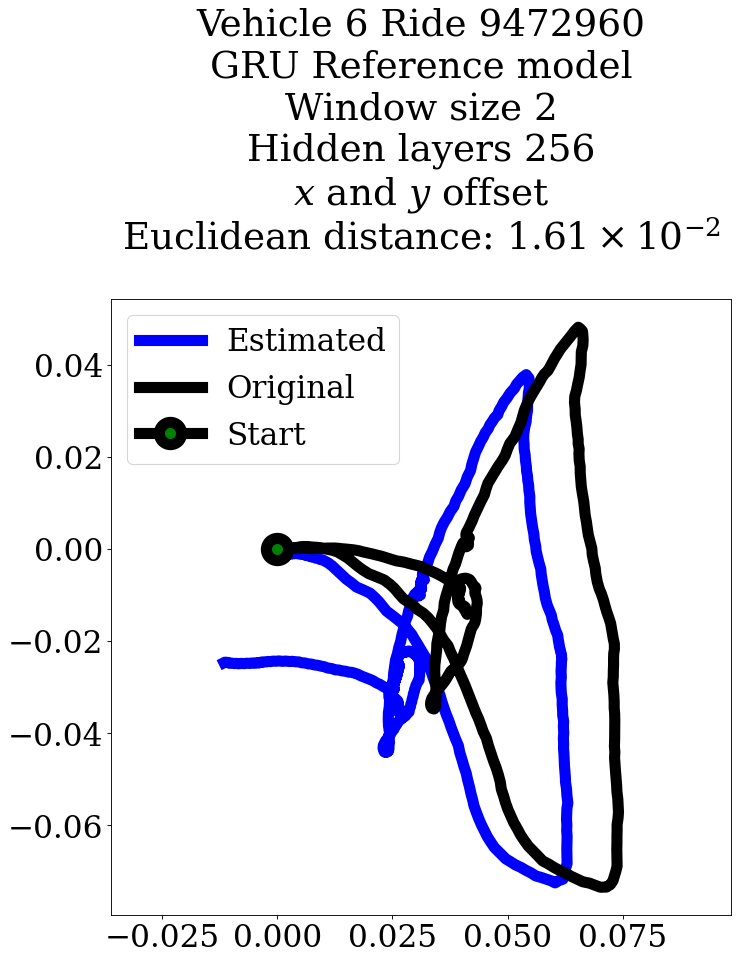 Vehicle 6 Ride 9472960
GRU Reference model
Window size 2
Hidden layers 256
x and y offset
Euclidean distance: 1.61 × 10⁻²
Estimated
Original
Start
0.04
0.02
0.00
−0.02
−0.04
−0.06
−0.025 0.000 0.025 0.050 0.075